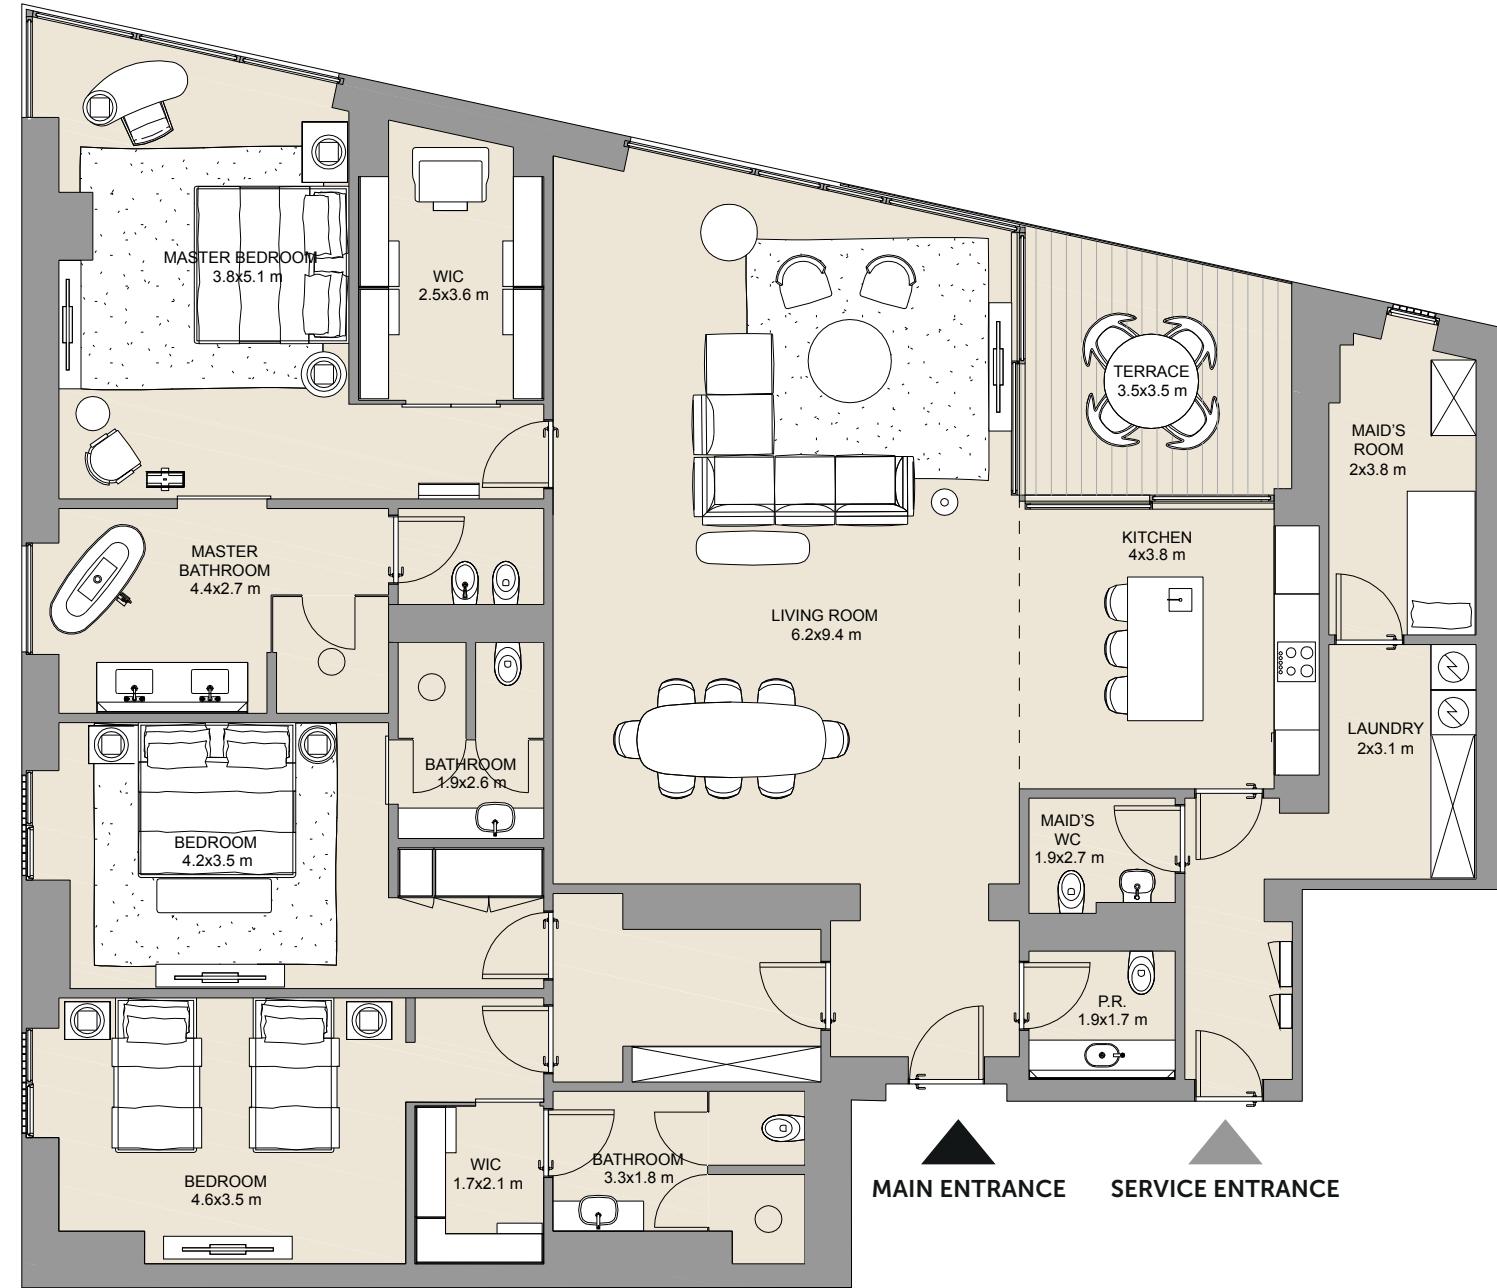 MASTER BEDROOM
3.8x5.1 m
WIC
2.5x3.6 m
TERRACE
3.5x3.5 m
MAID'S
ROOM
2x3.8 m
MASTER
BATHROOM
4.4x2.7 m
KITCHEN
4x3.8 m
LIVING ROOM
6.2x9.4 m
LAUNDRY
2x3.1 m
BATHROOM
1.9x2.6 m
BEDROOM
4.2x3.5 m
MAID'S
WC
1.9x2.7 m
P.R.
1.9x1.7 m
BEDROOM
4.6x3.5 m
WIC
1.7x2.1 m
BATHROOM
3.3x1.8 m
MAIN ENTRANCE
SERVICE ENTRANCE